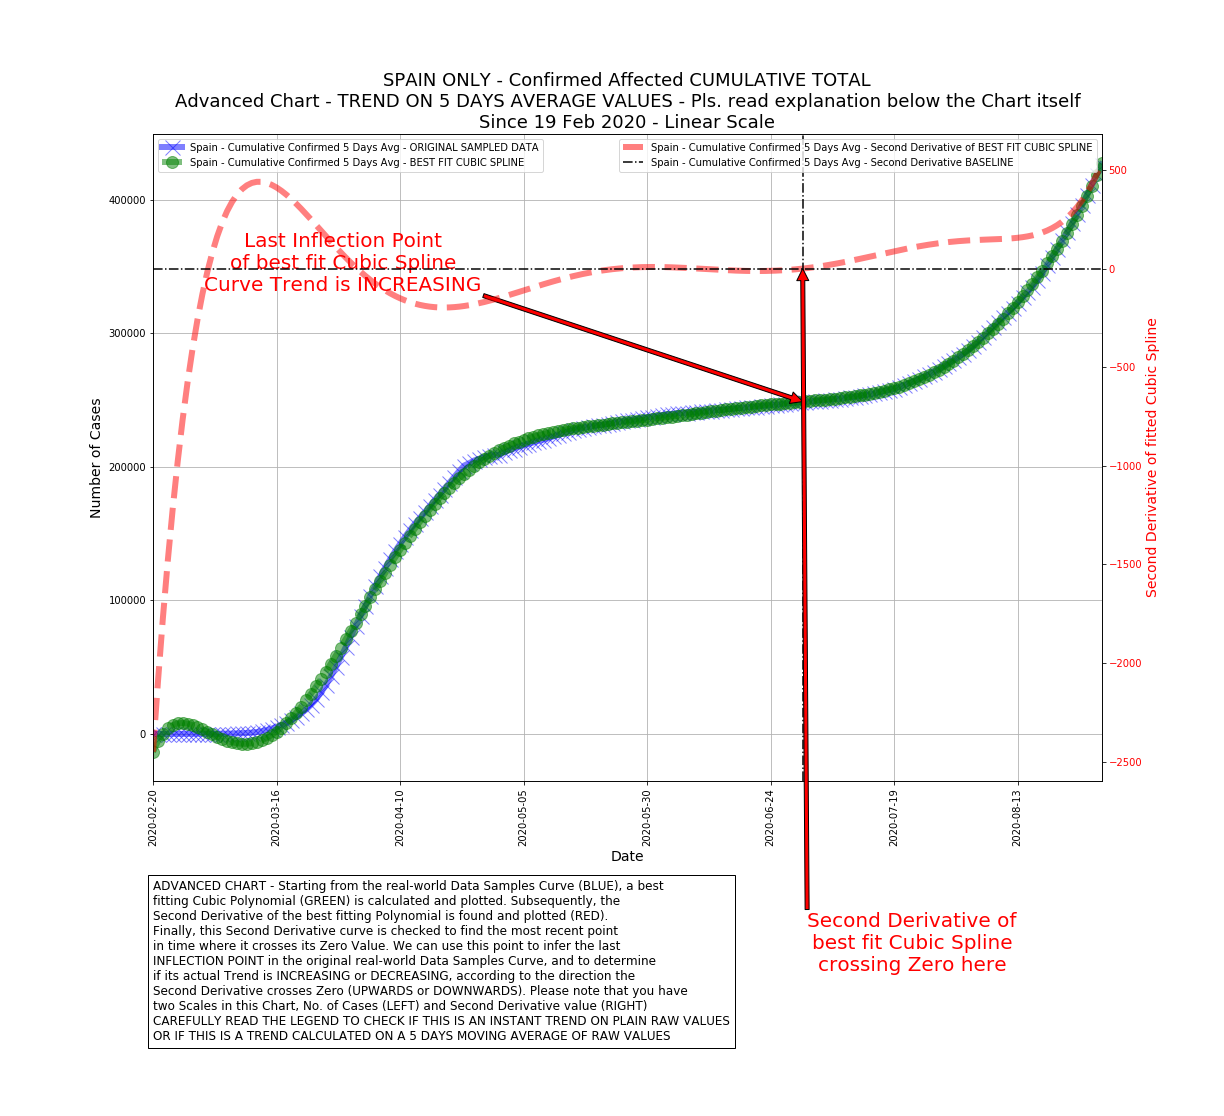 SPAIN ONLY - Confirmed Affected CUMULATIVE TOTAL
Advanced Chart - TREND ON 5 DAYS AVERAGE VALUES - Pls. read explanation below the Chart itself
Since 19 Feb 2020 - Linear Scale
Spain - Cumulative Confirmed 5 Days Avg - ORIGINAL SAMPLED DATA
Spain - Cumulative Confirmed 5 Days Avg - BEST FIT CUBIC SPLINE
Spain - Cumulative Confirmed 5 Days Avg - Second Derivative of BEST FIT CUBIC SPLINE
Spain - Cumulative Confirmed 5 Days Avg - Second Derivative BASELINE
Last Inflection Point
of best fit Cubic Spline
Curve Trend is INCREASING
Number of Cases
400000
300000
200000
100000
0
500
0
−500
−1000
−1500
−2000
−2500
Second Derivative of fitted Cubic Spline
2020-02-20
2020-03-16
2020-04-10
2020-05-05
2020-05-30
2020-06-24
2020-07-19
2020-08-13
Date
Second Derivative of
best fit Cubic Spline
crossing Zero here
ADVANCED CHART - Starting from the real-world Data Samples Curve (BLUE), a best
fitting Cubic Polynomial (GREEN) is calculated and plotted. Subsequently, the
Second Derivative of the best fitting Polynomial is found and plotted (RED).
Finally, this Second Derivative curve is checked to find the most recent point
in time where it crosses its Zero Value. We can use this point to infer the last
INFLECTION POINT in the original real-world Data Samples Curve, and to determine
if its actual Trend is INCREASING or DECREASING, according to the direction the
Second Derivative crosses Zero (UPWARDS or DOWNWARDS). Please note that you have
two Scales in this Chart, No. of Cases (LEFT) and Second Derivative value (RIGHT)
CAREFULLY READ THE LEGEND TO CHECK IF THIS IS AN INSTANT TREND ON PLAIN RAW VALUES
OR IF THIS IS A TREND CALCULATED ON A 5 DAYS MOVING AVERAGE OF RAW VALUES